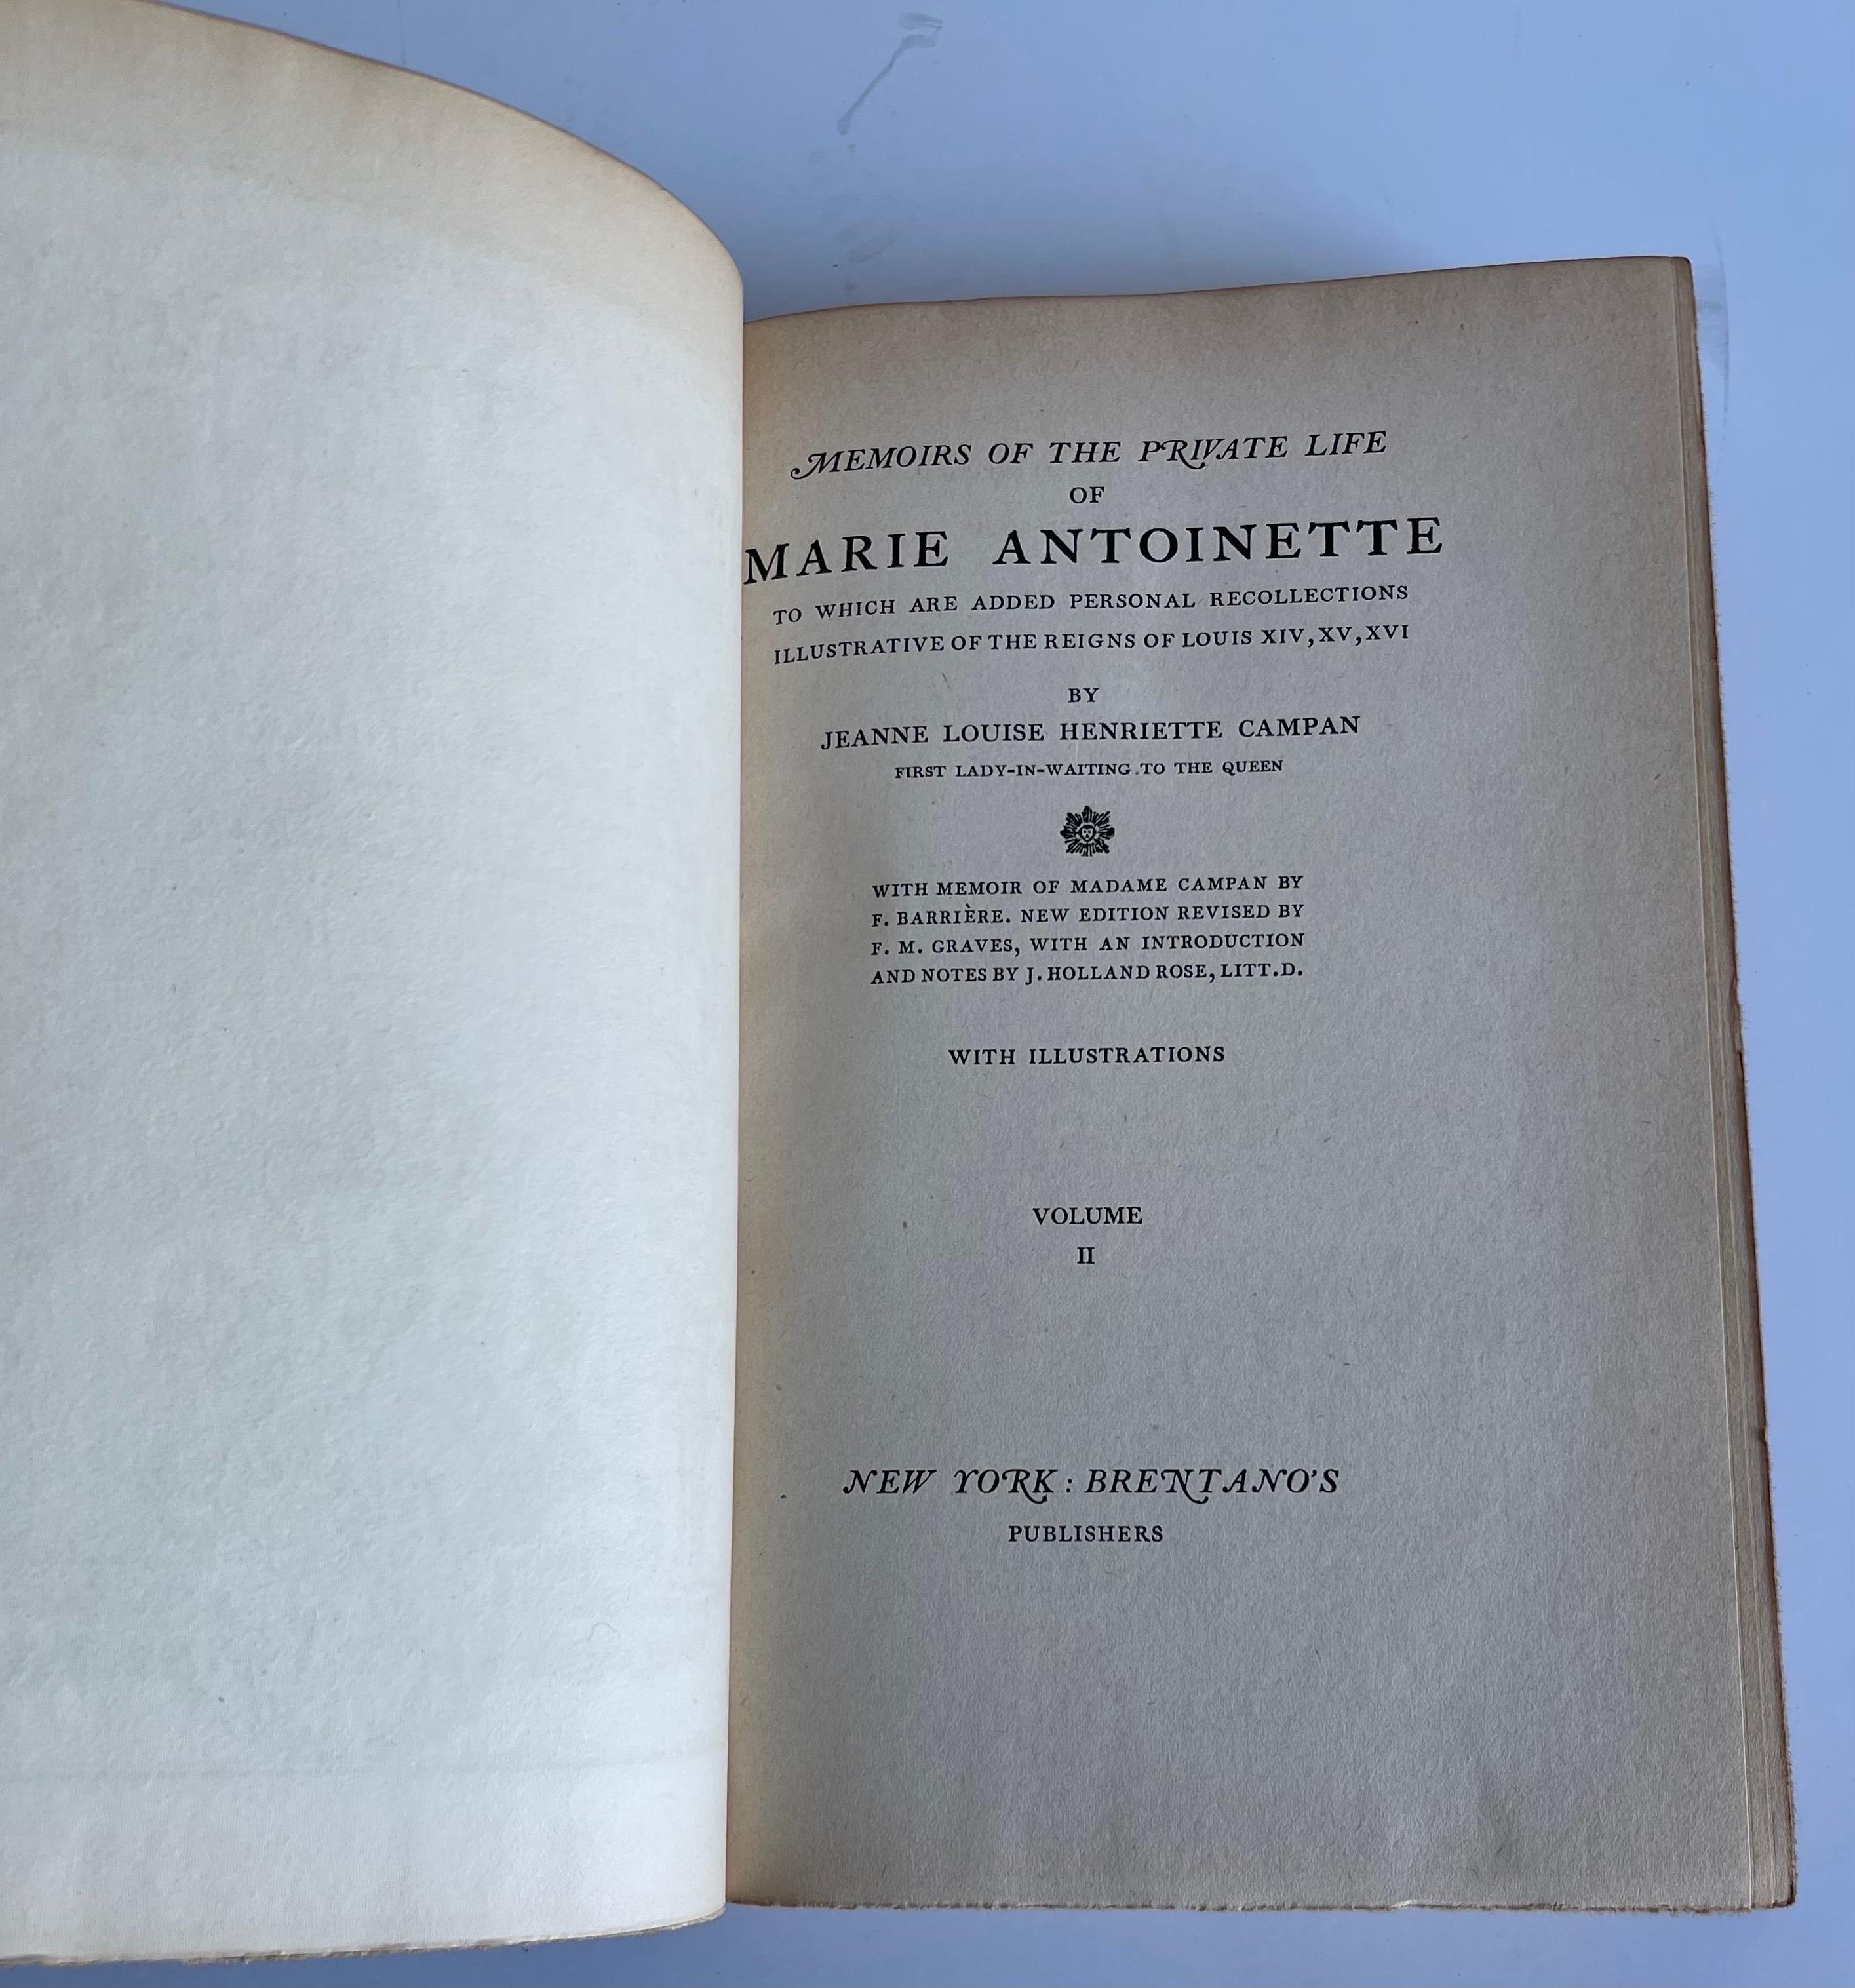 MEMOIRS OF THE PRIVATE LIFE
OF
MARIE ANTOINETTE
TO WHICH ARE ADDED PERSONAL RECOLLECTIONS
ILLUSTRATIVE OF THE REIGNS OF LOUIS XIV, XV, XVI
BY
JEANNE LOUISE HENRIETTE CAMPAN
FIRST LADY-IN-WAITING TO THE QUEEN
WITH MEMOIR OF MADAME CAMPAN BY
F. BARRIÈRE. NEW EDITION REVISED BY
F. M. GRAVES, WITH AN INTRODUCTION
AND NOTES BY J. HOLLAND ROSE, LITT.D.
WITH ILLUSTRATIONS
VOLUME
II
NEW YORK: BRENTANO'S
PUBLISHERS